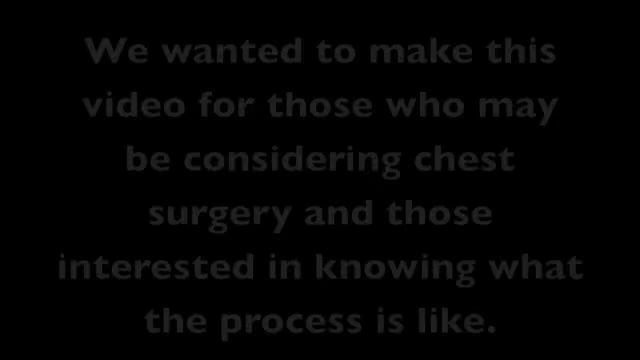 We wanted to make this
video for those who may
be considering chest
surgery and those
interested in knowing what
the process is like.